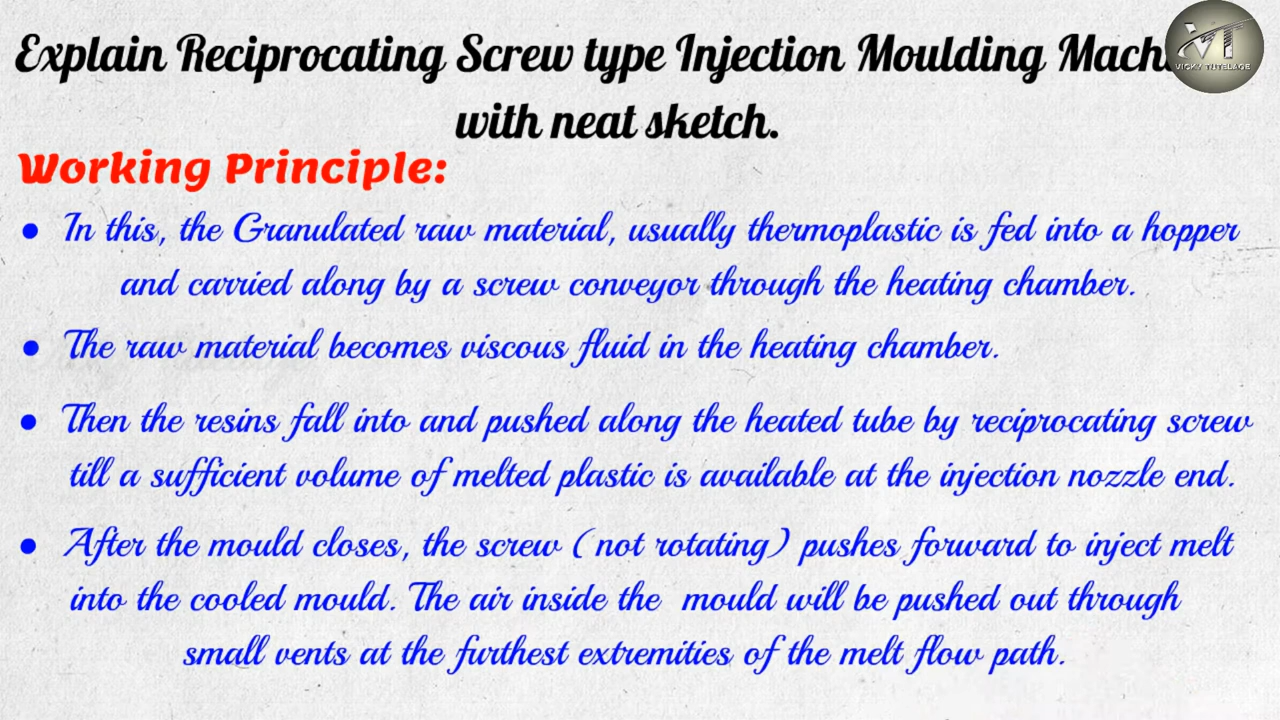 Explain Reciprocating Screw type Injection Moulding
with neat sketch.
Working Principle:
• In this, the Granulated raw material, usually thermoplastic is fed into a hopper
and carried along by a screw conveyor through the heating chamber.
• The raw material becomes viscous fluid in the heating chamber.
• Then the resins fall into and pushed along the heated tube by reciprocating screw
till a sufficient volume of melted plastic is available at the injection nozzle end.
• After the mould closes, the screw (not rotating) pushes forward to inject melt
into the cooled mould. The air inside the mould will be pushed out through
small vents at the furthest extremities of the melt flow path.
VT
VICKY TUTELAGE